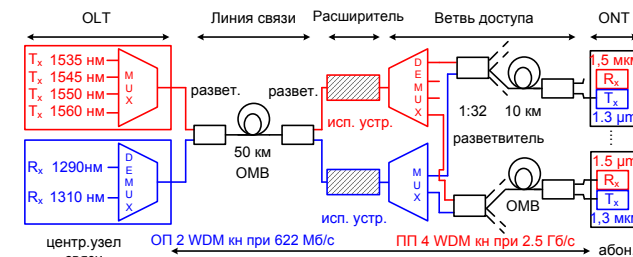 OLT Линия связи Расширитель Ветвь доступа ONT
Tx 1535 нм
Tx 1545 нм
Tx 1550 нм
Tx 1560 нм
MUX
развет.
развет.
исп. устр.
DEMUX
1:32
10 км
1,5 мкм
Rx
Tx
1.3 μm
разветвитель
50 км
ОМВ
Rx 1290нм
Rx 1310 нм
DEMUX
исп. устр.
MUX
ОМВ
1.5 μm
Rx
Tx
1,3 мкм
центр.узел
ОП 2 WDM кн при 622 Мб/с
ПП 4 WDM кн при 2.5 Гб/с
абон.